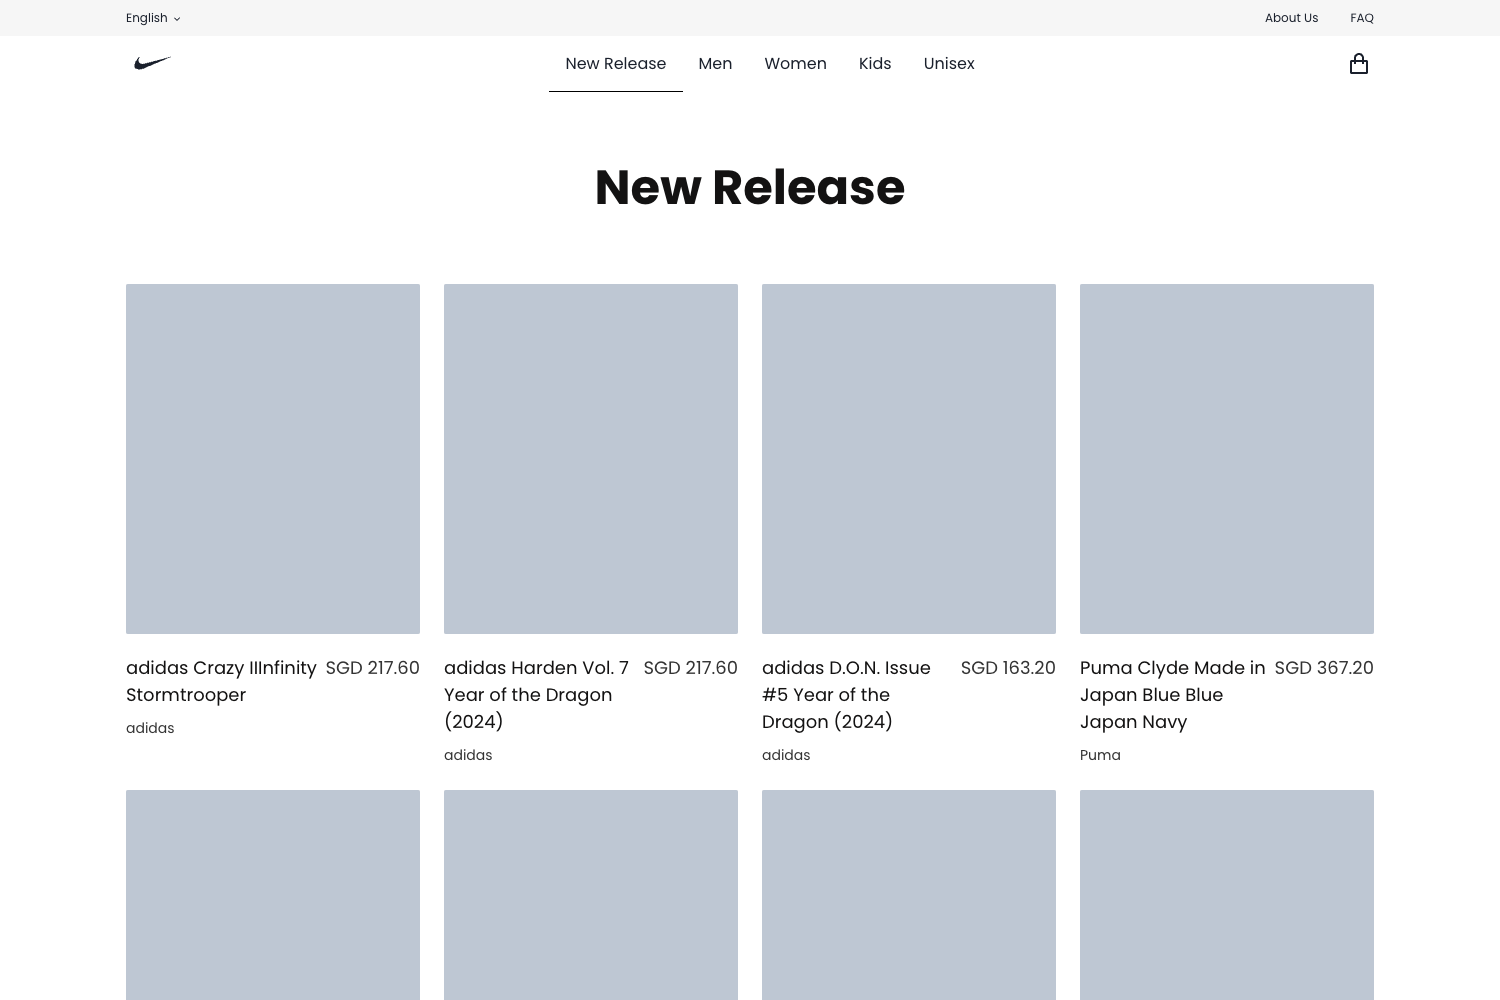 English
About Us
FAQ
New Release
Men
Women
Kids
Unisex
New Release
adidas Crazy IIInfinity
Stormtrooper
SGD 217.60
adidas
adidas Harden Vol. 7
Year of the Dragon
(2024)
SGD 217.60
adidas
adidas D.O.N. Issue
#5 Year of the
Dragon (2024)
SGD 163.20
adidas
Puma Clyde Made in
Japan Blue Blue
Japan Navy
SGD 367.20
Puma